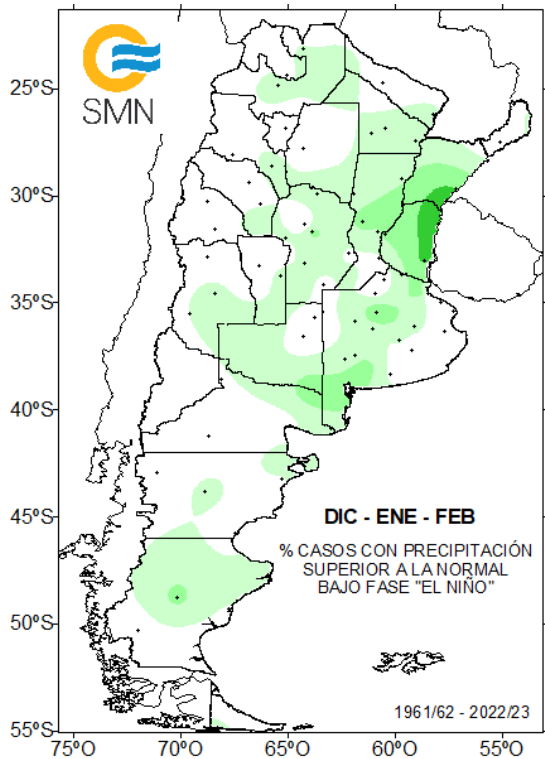 SMN
25ºS
30ºS
35ºS
40ºS
45ºS
50ºS
55ºS
DIC - ENE - FEB
% CASOS CON PRECIPITACIÓN
SUPERIOR A LA NORMAL
BAJO FASE "EL NIÑO"
1961/62 - 2022/23
75ºO
70ºO
65ºO
60ºO
55ºO